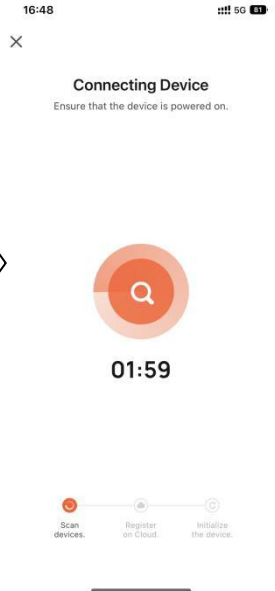 16:48
5G 81
Connecting Device
Ensure that the device is powered on.
01:59
Scan
devices.
Register
on Cloud.
Initialize
the device.